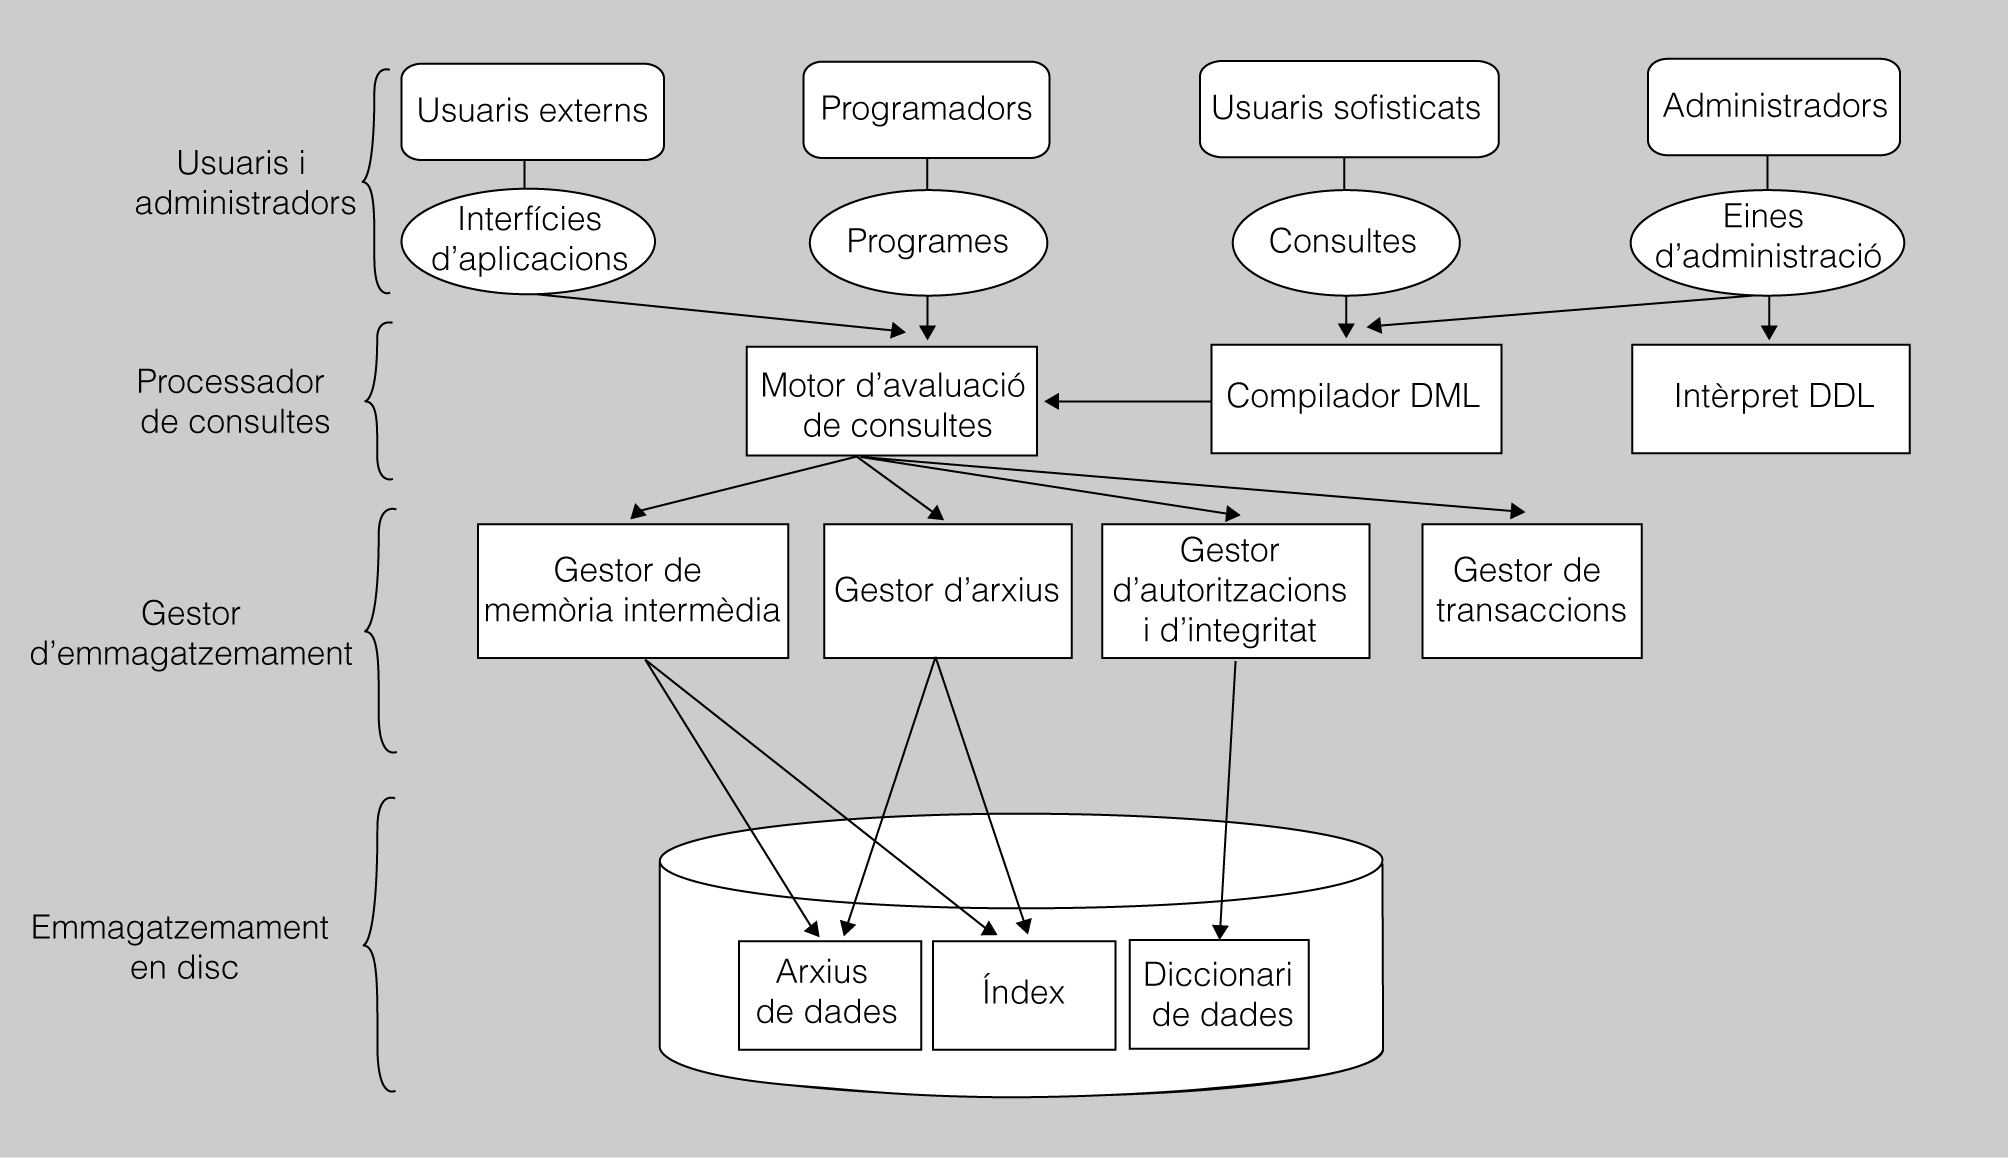 Usuaris externs
Programadors
Usuaris sofisticats
Administradors
Usuaris i
administradors
Interfícies
d’aplicacions
Programes
Consultes
Eines
d’administració
Processador
de consultes
Motor d’avaluació
de consultes
Compilador DML
Intèrpret DDL
Gestor
d’emmagatzemament
Gestor de
memòria intermèdia
Gestor d’arxius
Gestor
d’autoritzacions
i d’integritat
Gestor de
transaccions
Emmagatzemament
en disc
Arxius
de dades
Índex
Diccionari
de dades